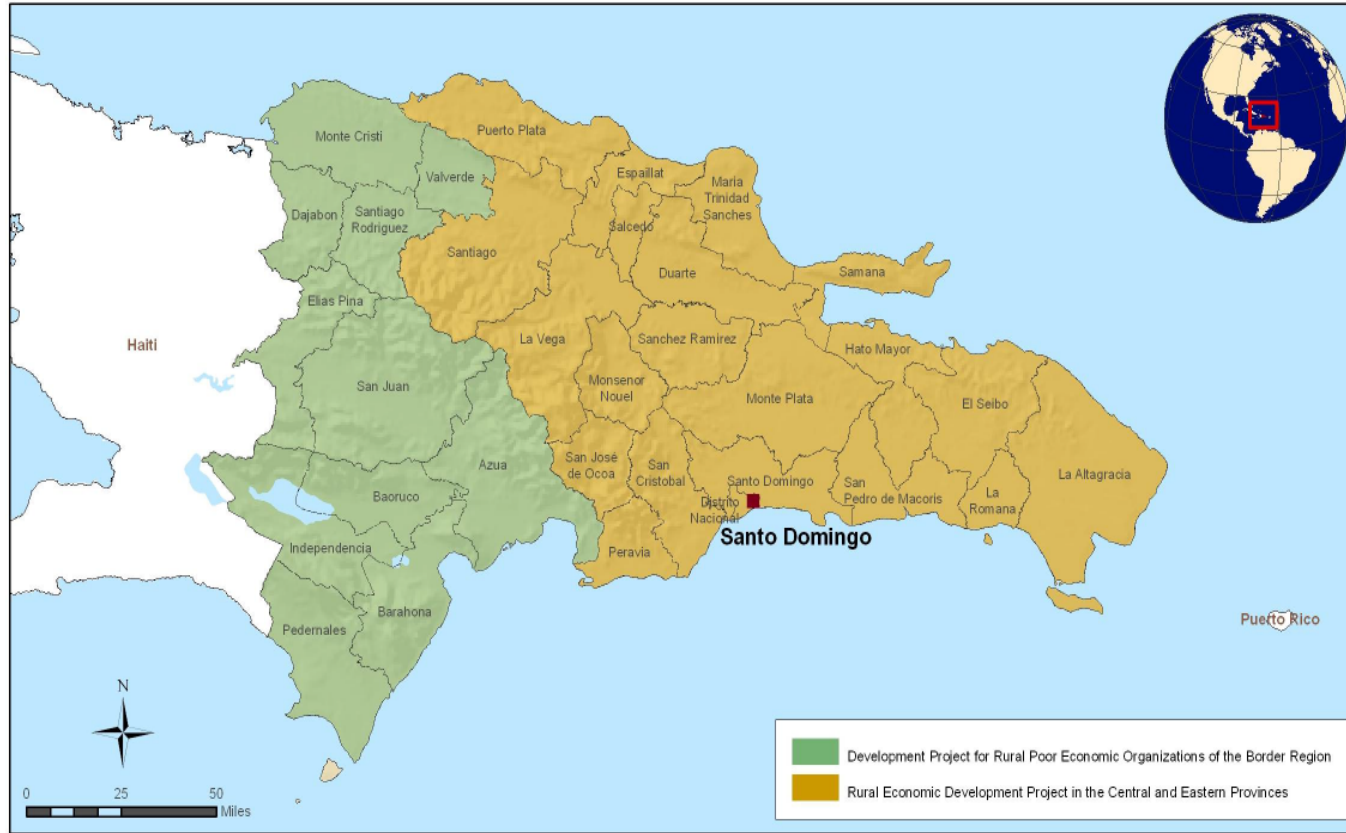 Monte Cristi
Puerto Plata
Valverde
Espaillat
Maria
Trinidad
Sanches
Dajabon
Santiago
Rodriguez
Salcedo
Santiago
Duarte
Samana
Elias Pina
Haiti
La Vega
Sanchez Ramirez
Hato Mayor
San Juan
Monsenor
Nouel
Monte Plata
El Seibo
San José
de Ocoa
San
Cristobal
Azua
Baoruco
Santo Domingo
Distrito
Nacional
San
Pedro de Macoris
La
Romana
La Altagracia
Santo Domingo
Independencia
Peravia
Barahona
Pedernales
Puerto Rico
N
0 25 50
Miles
Development Project for Rural Poor Economic Organizations of the Border Region
Rural Economic Development Project in the Central and Eastern Provinces